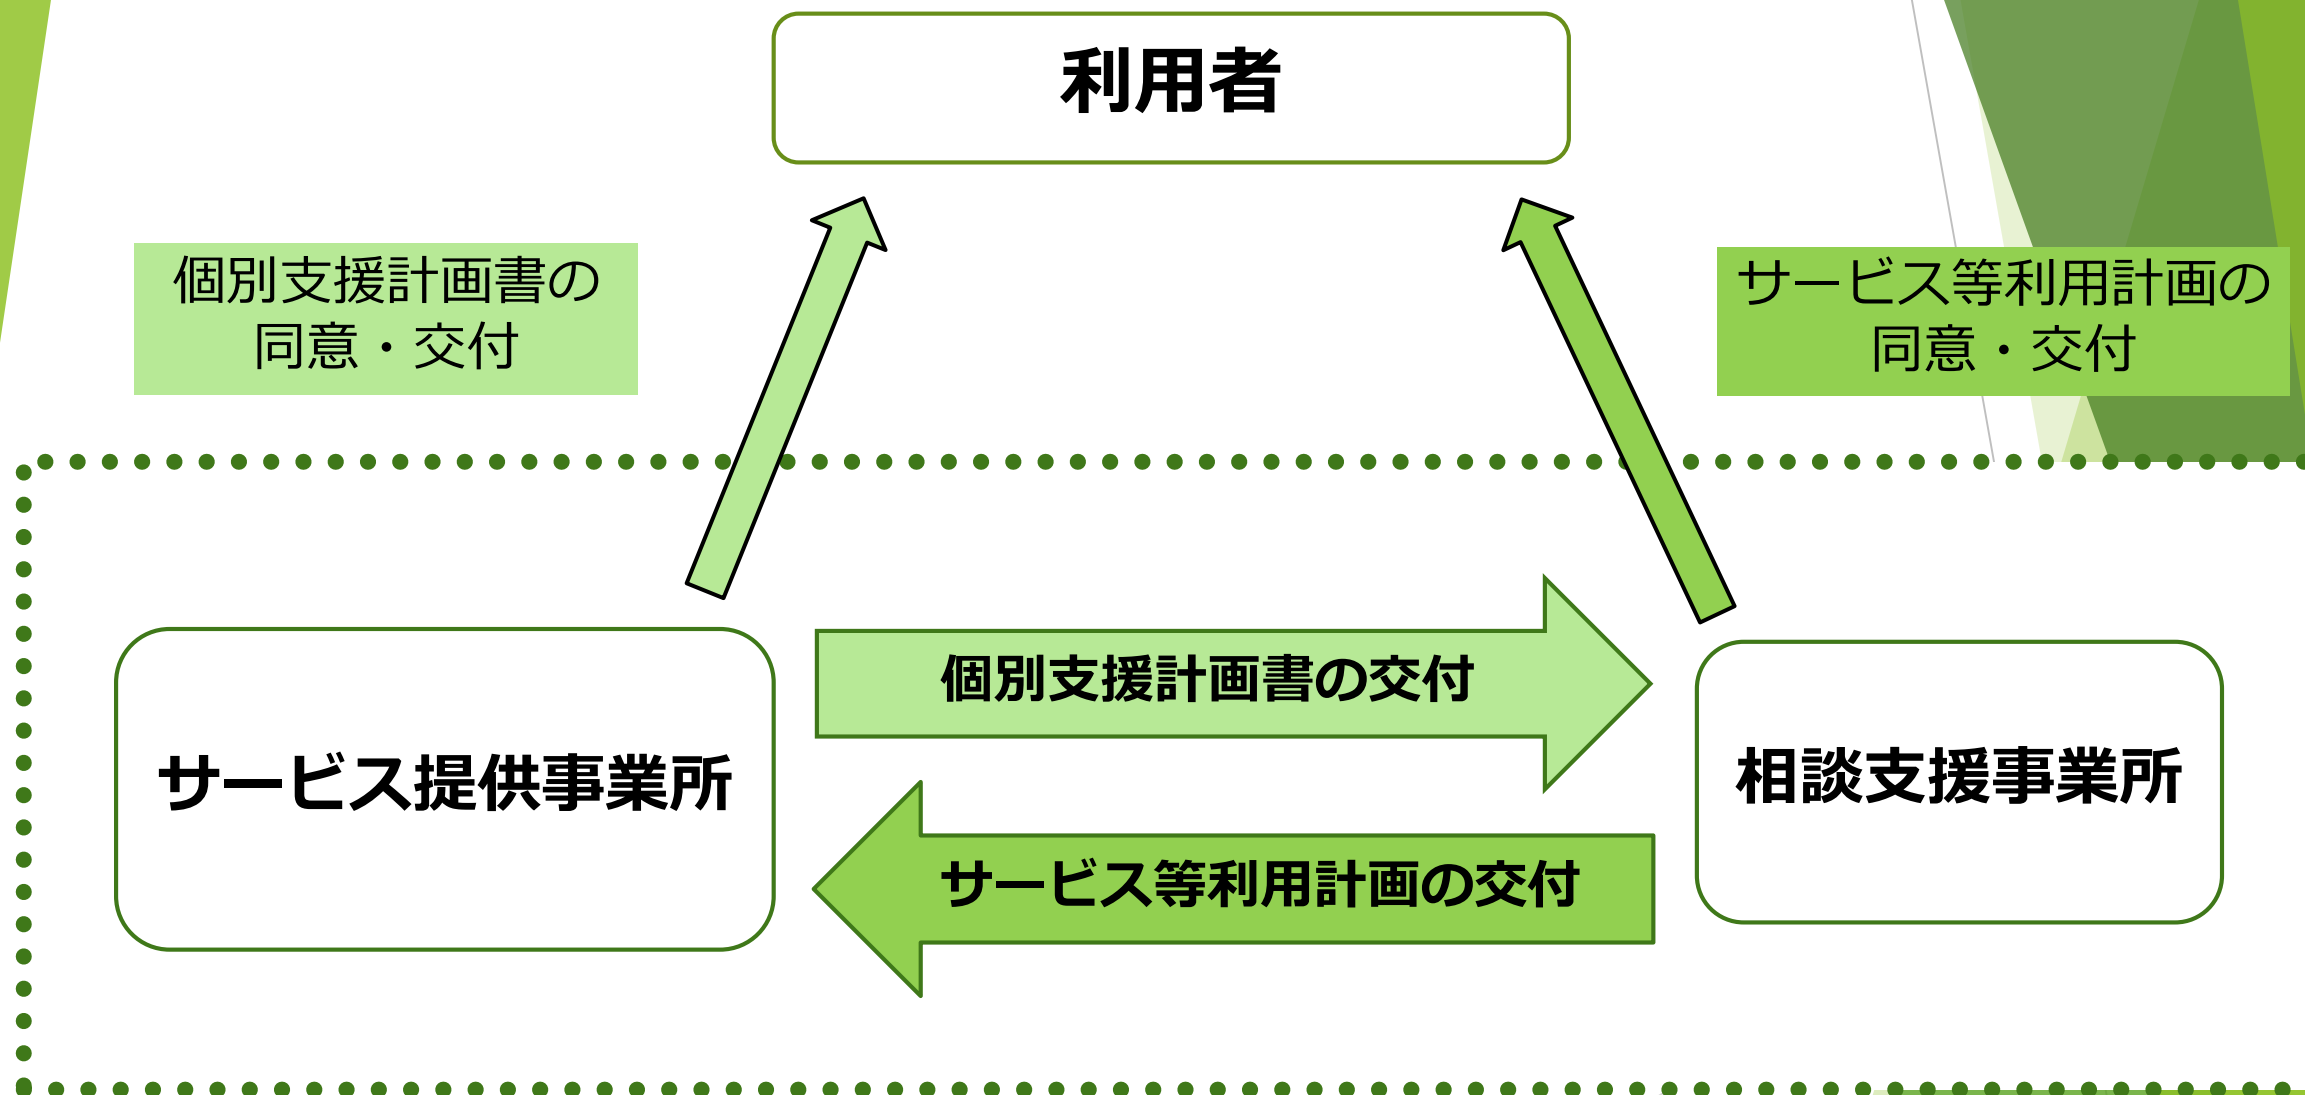 利用者
個別支援計画書の
同意・交付
サービス等利用計画の
同意・交付
個別支援計画書の交付
サービス提供事業所
相談支援事業所
サービス等利用計画の交付